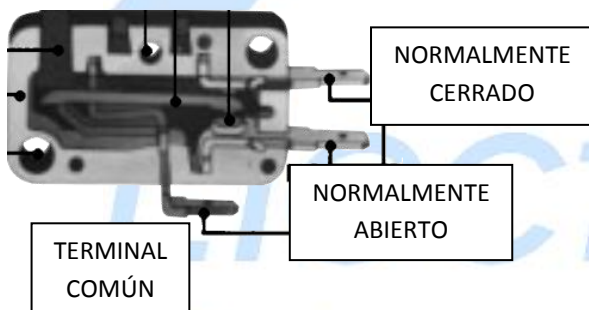 NORMALMENTE
CERRADO
NORMALMENTE
ABIERTO
TERMINAL
COMÚN